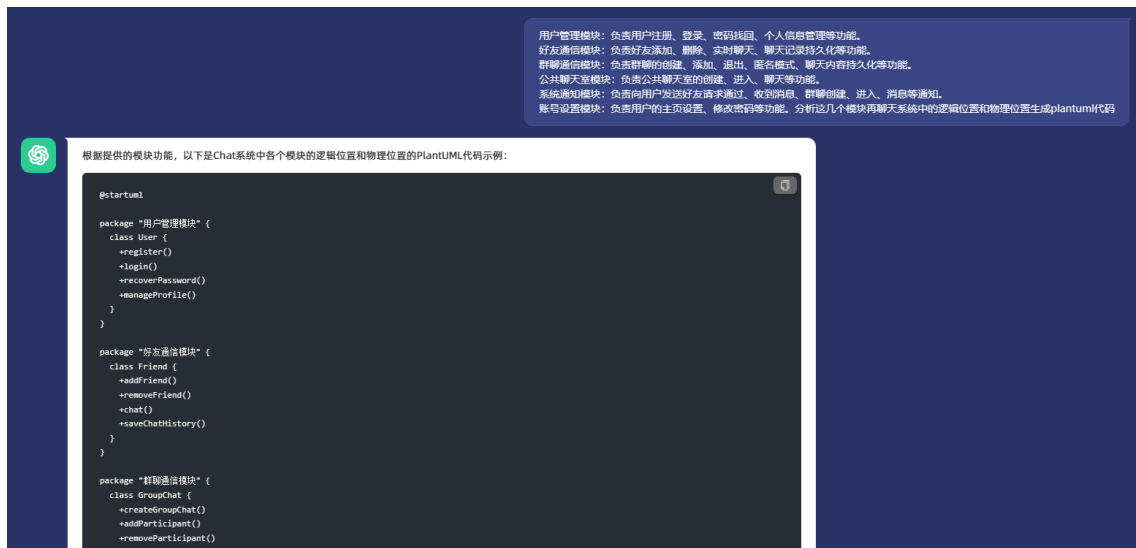 用户管理模块：负责用户注册、登录、密码找回、个人信息管理等功能。
好友通信模块：负责好友添加、删除、实时聊天、聊天记录持久化等功能。
群聊通信模块：负责群聊的创建、添加、退出、匿名模式、聊天内容持久化等功能。
公共聊天室模块：负责公共聊天室的创建、进入、聊天等功能。
系统通知模块：负责向用户发送好友请求通过、收到消息、群聊创建、进入、消息等通知。
账号设置模块：负责用户的主页设置、修改密码等功能。分析这几个模块再聊天系统中的逻辑位置和物理位置生成plantuml代码
根据提供的模块功能，以下是Chat系统中各个模块的逻辑位置和物理位置的PlantUML代码示例：
@startuml
package "用户管理模块" {
class User {
+register()
+login()
+recoverPassword()
+manageProfile()
}
}
package "好友通信模块" {
class Friend {
+addFriend()
+removeFriend()
+chat()
+saveChatHistory()
}
}
package "群聊通信模块" {
class GroupChat {
+createGroupChat()
+addParticipant()
+removeParticipant()